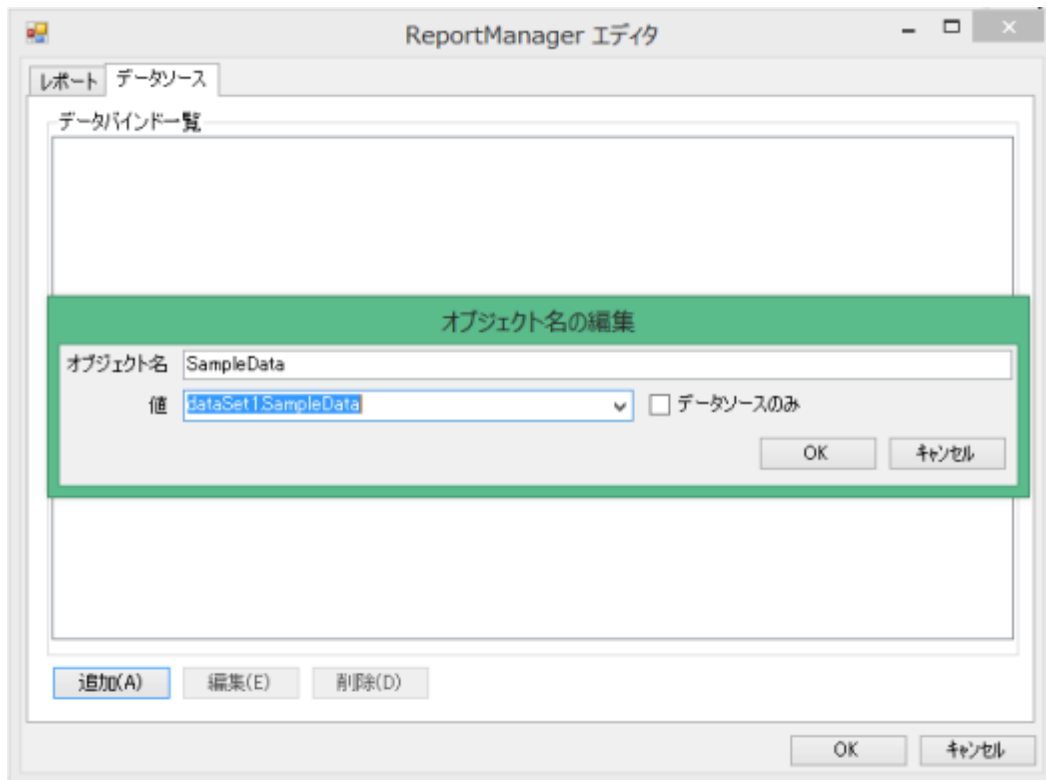 ReportManager エディタ
レポート データソース
データバインド一覧
オブジェクト名の編集
オブジェクト名 SampleData
値 dataSet1.SampleData データソースのみ
OK キャンセル
追加(A) 編集(E) 削除(D)
OK キャンセル